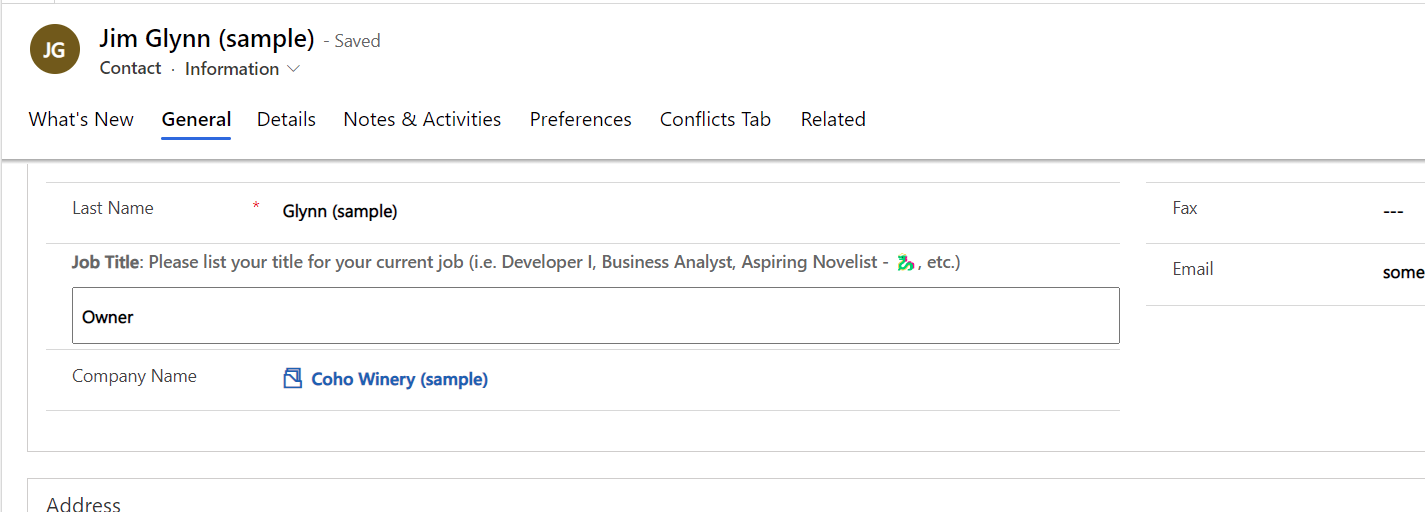 JG
Jim Glynn (sample) - Saved
Contact · Information
What's New General Details Notes & Activities Preferences Conflicts Tab Related
Last Name * Glynn (sample)
Fax ---
Job Title: Please list your title for your current job (i.e. Developer I, Business Analyst, Aspiring Novelist - 🐉, etc.)
Owner
Email some
Company Name Coho Winery (sample)
Address